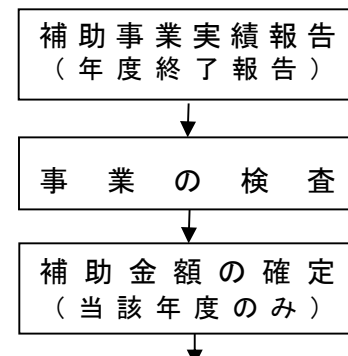 補助事業実績報告
（年度終了報告）
事業の検査
補助金額の確定
（当該年度のみ）